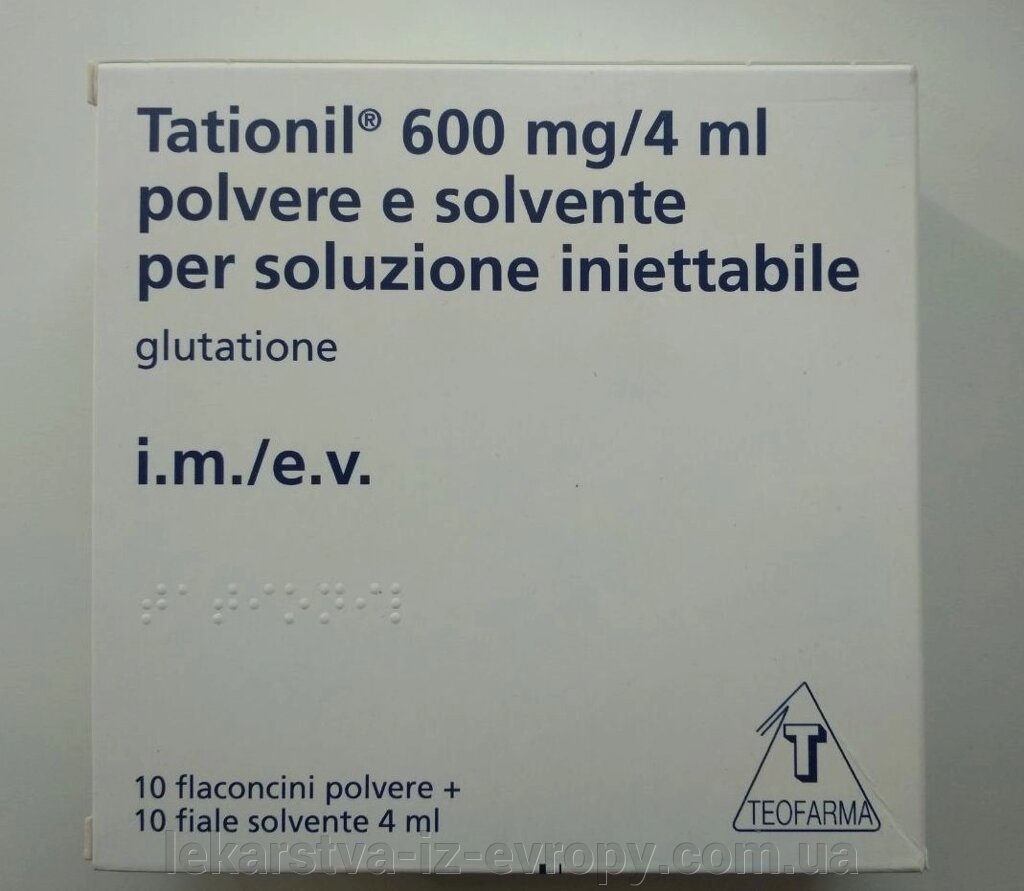 Tationil® 600 mg/4 ml
polvere e solvente
per soluzione iniettabile
glutatione
i.m./e.v.
⠞⠁⠞⠊⠕⠝⠊⠇
10 flaconcini polvere +
10 fiale solvente 4 ml
T
TEOFARMA
lekarstva-iz-evropy.com.ua